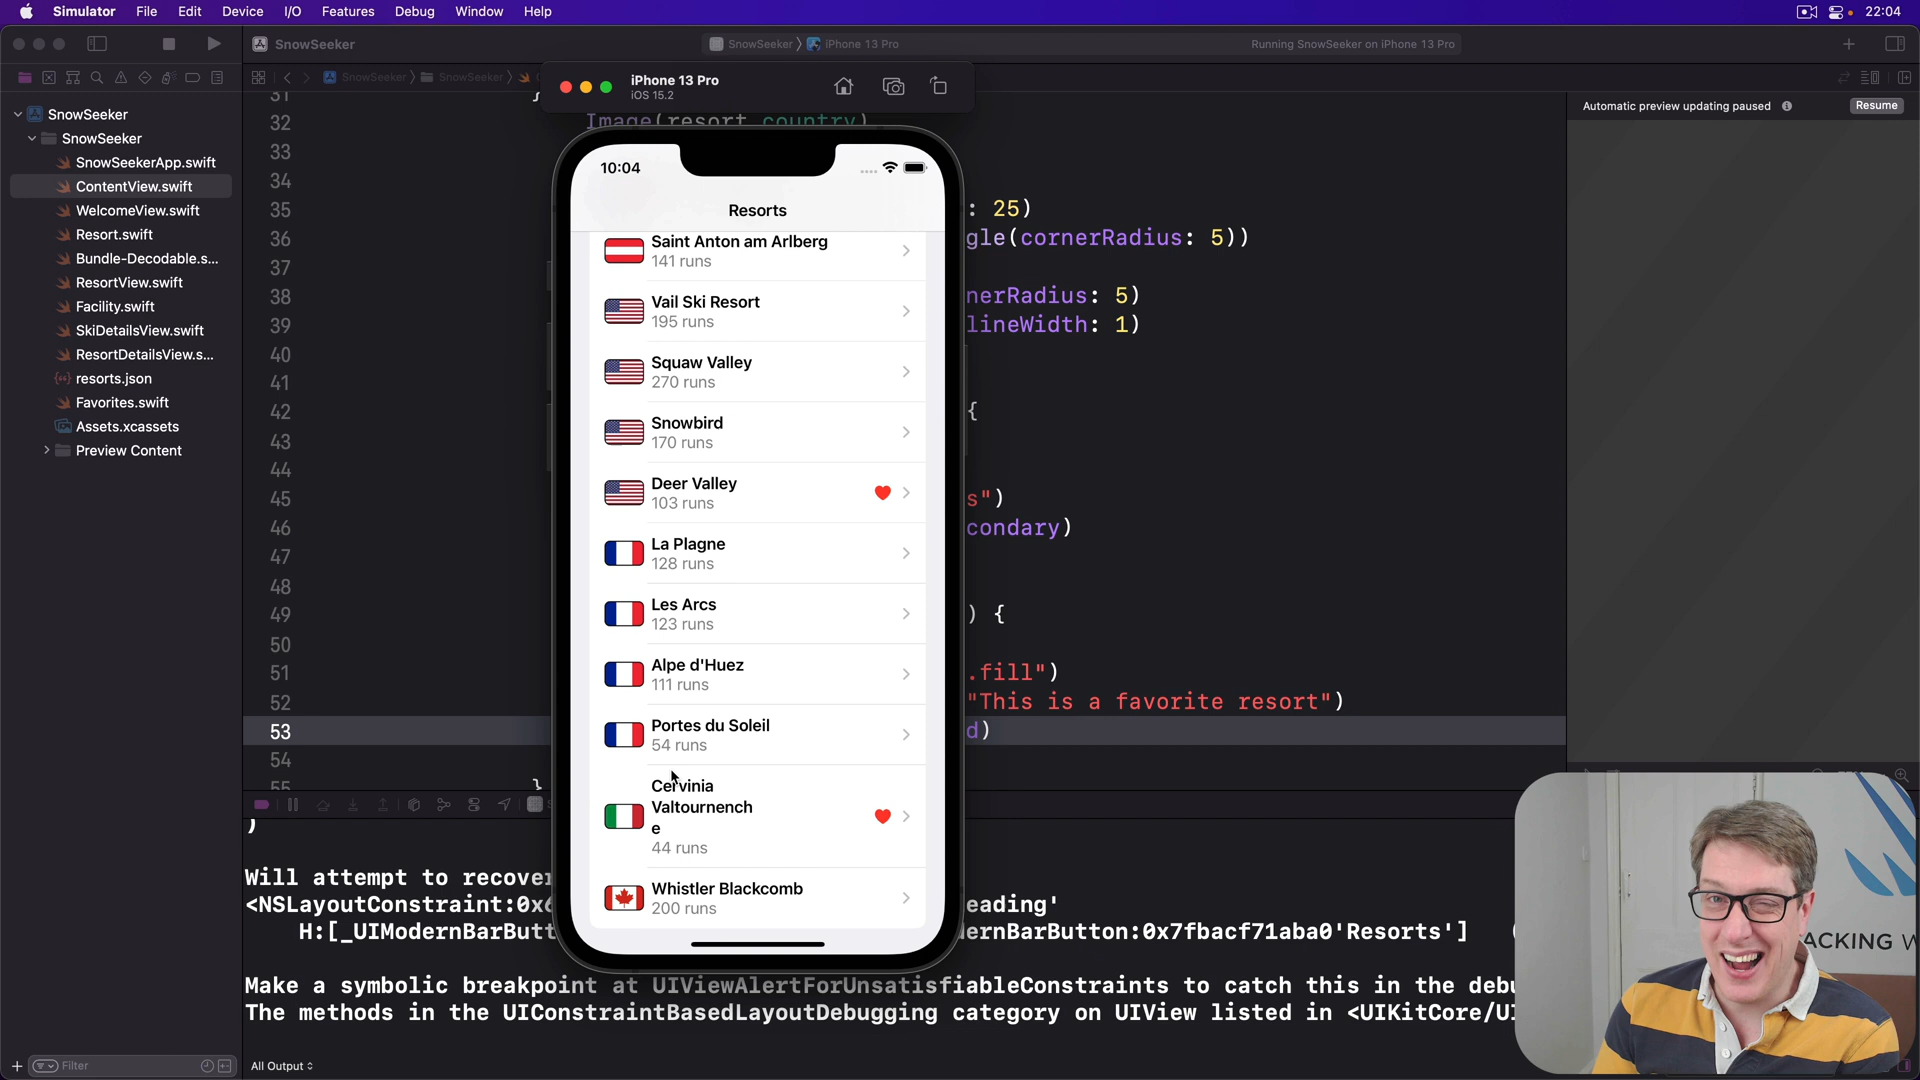 Simulator File Edit Device I/O Features Debug Window Help 22:04
SnowSeeker SnowSeeker iPhone 13 Pro Running SnowSeeker on iPhone 13 Pro
SnowSeeker SnowSeeker
iPhone 13 Pro
iOS 15.2
Automatic preview updating paused Resume
SnowSeeker
SnowSeeker
SnowSeekerApp.swift
ContentView.swift
WelcomeView.swift
Resort.swift
Bundle-Decodable.s...
ResortView.swift
Facility.swift
SkiDetailsView.swift
ResortDetailsView.s...
resorts.json
Favorites.swift
Assets.xcassets
Preview Content
Filter
31 }
32 Image(resort.country)
33
34
35 : 25)
36 gle(cornerRadius: 5))
37
38 nerRadius: 5)
39 lineWidth: 1)
40
41
42 {
43
44
45 s")
46 condary)
47
48
49 ) {
50
51 .fill")
52 "This is a favorite resort")
53 d)
54
55 }
10:04
Resorts
Saint Anton am Arlberg
141 runs
Vail Ski Resort
195 runs
Squaw Valley
270 runs
Snowbird
170 runs
Deer Valley
103 runs
La Plagne
128 runs
Les Arcs
123 runs
Alpe d'Huez
111 runs
Portes du Soleil
54 runs
Cervinia
Valtournench
e
44 runs
Whistler Blackcomb
200 runs
)
Will attempt to recove
<NSLayoutConstraint:0x6 eading'
H:[_UIModernBarButt dernBarButton:0x7fbacf71aba0'Resorts'] (
Make a symbolic breakpoint at UIViewAlertForUnsatisfiableConstraints to catch this in the debu
The methods in the UIConstraintBasedLayoutDebugging category on UIView listed in <UIKitCore/UI
All Output
ACKING W